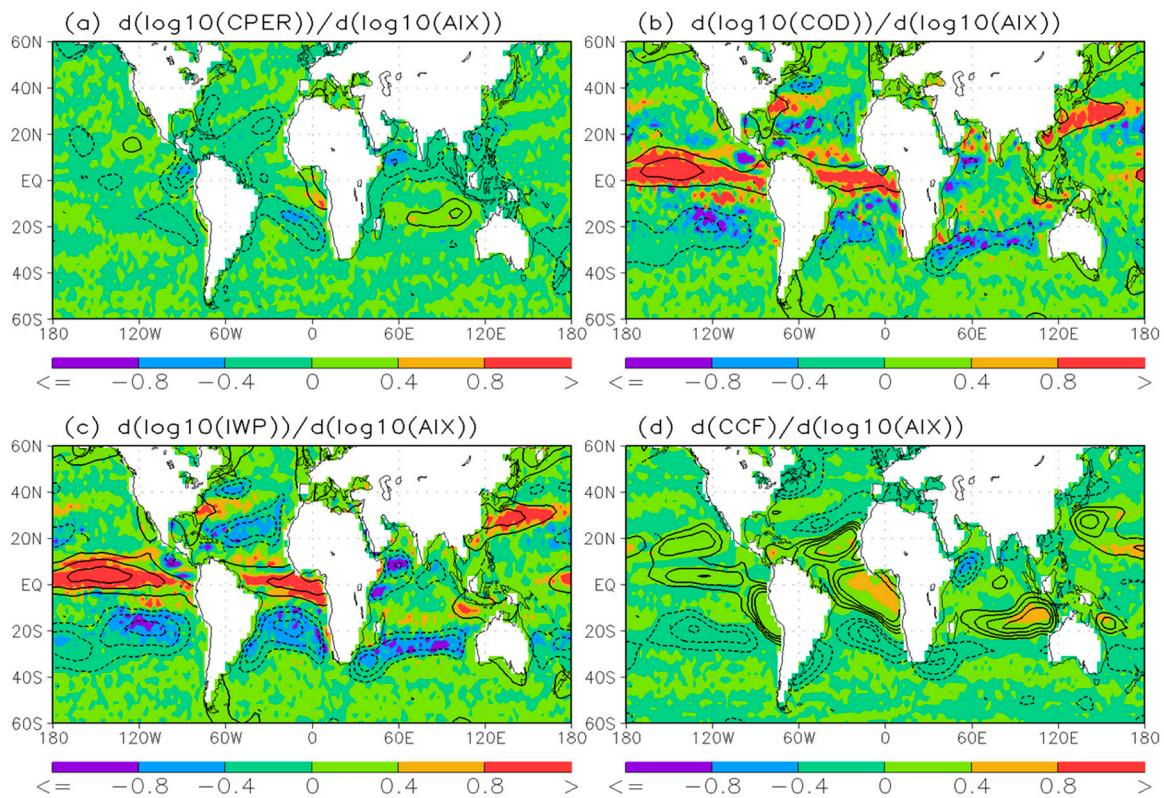 (a) d(log10(CPER))/d(log10(AIX))
60N
40N
20N
EQ
20S
40S
60S
180 120W 60W 0 60E 120E 180
<= -0.8 -0.4 0 0.4 0.8 >
(b) d(log10(COD))/d(log10(AIX))
60N
40N
20N
EQ
20S
40S
60S
180 120W 60W 0 60E 120E 180
<= -0.8 -0.4 0 0.4 0.8 >
(c) d(log10(IWP))/d(log10(AIX))
60N
40N
20N
EQ
20S
40S
60S
180 120W 60W 0 60E 120E 180
<= -0.8 -0.4 0 0.4 0.8 >
(d) d(CCF)/d(log10(AIX))
60N
40N
20N
EQ
20S
40S
60S
180 120W 60W 0 60E 120E 180
<= -0.8 -0.4 0 0.4 0.8 >